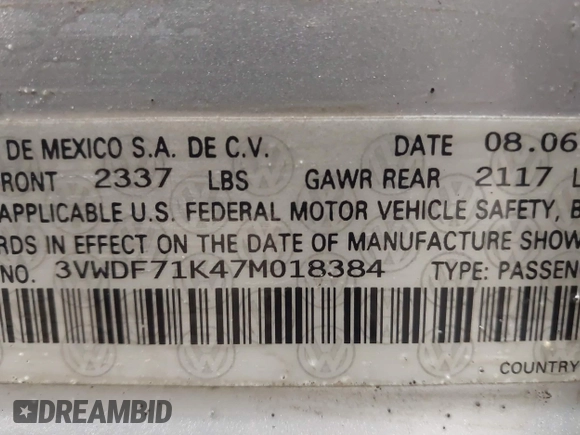 DE MEXICO S.A. DE C.V. DATE 08.06
FRONT 2337 LBS GAWR REAR 2117 L
APPLICABLE U.S. FEDERAL MOTOR VEHICLE SAFETY, B
RDS IN EFFECT ON THE DATE OF MANUFACTURE SHOW
NO. 3VWDF71K47M018384 TYPE: PASSEN
COUNTRY
DREAMBID